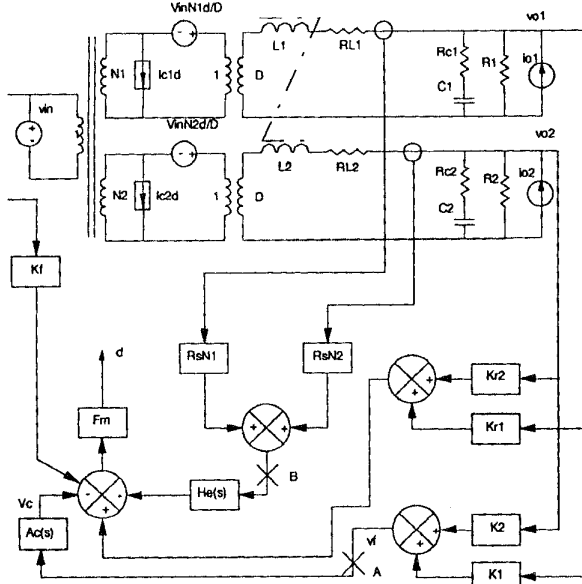 VinN1d/D
vo1
L1
RL1
Rc1
R1
io1
N1
Ic1d
1
D
C1
vin
VinN2d/D
vo2
L2
RL2
Rc2
R2
io2
N2
Ic2d
1
D
C2
Kf
d
RsN1
RsN2
Kr2
Fm
+
+
+
+
Kr1
B
Vc
-
-
He(s)
+
Ac(s)
vf
+
+
K2
A
K1